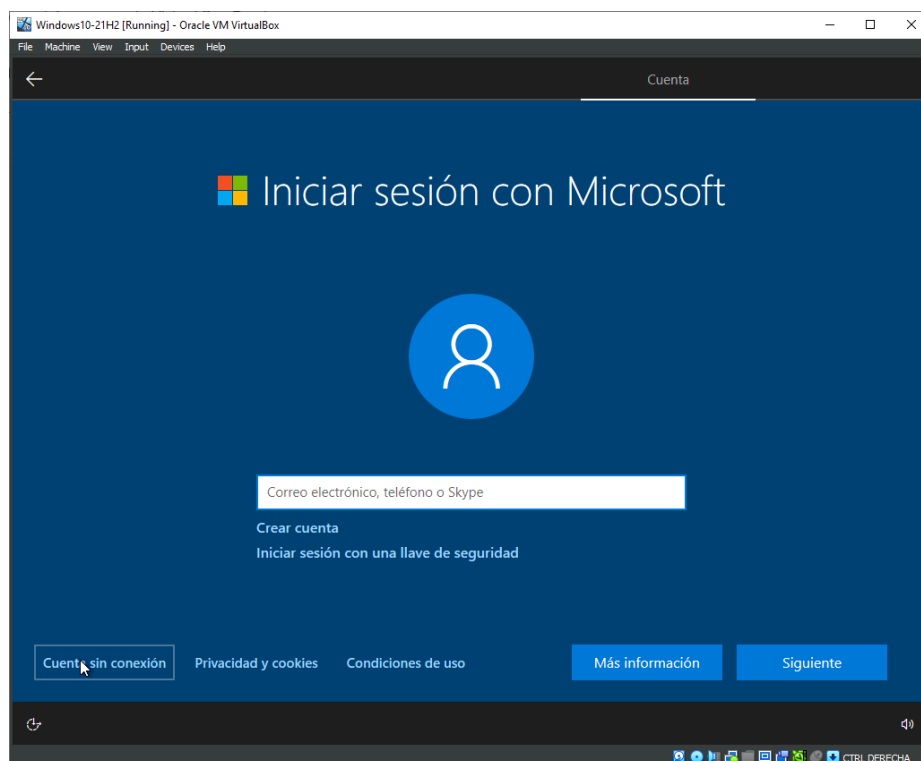 Windows10-21H2 [Running] - Oracle VM VirtualBox
File Machine View Input Devices Help
Cuenta
Iniciar sesión con Microsoft
Correo electrónico, teléfono o Skype
Crear cuenta
Iniciar sesión con una llave de seguridad
Cuenta sin conexión Privacidad y cookies Condiciones de uso Más información Siguiente
CTRL DERECHA